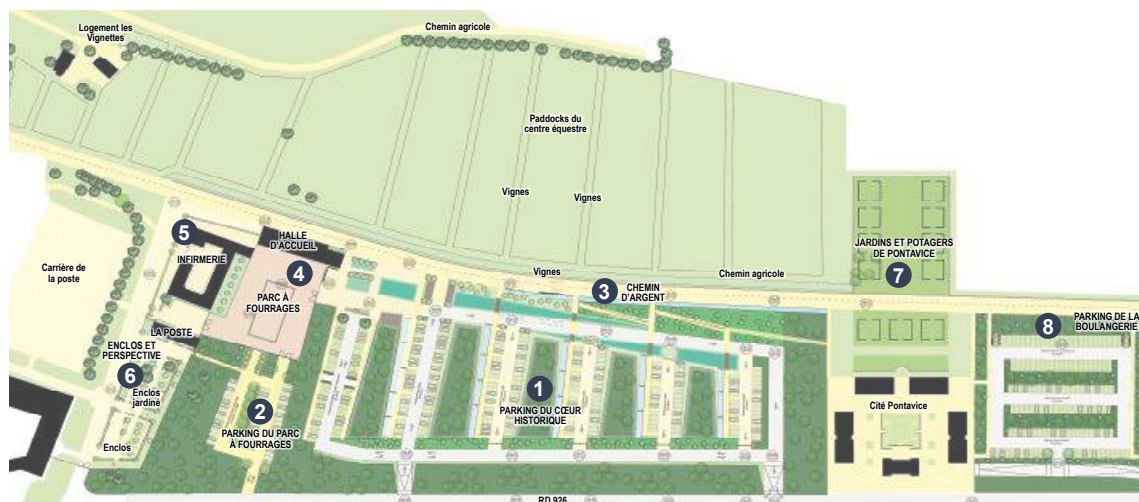 Logement les
Vignettes
Chemin agricole
Paddocks du
centre équestre
Vignes
Vignes
5
INFIRMERIE
HALLE
D'ACCUEIL
4
PARC À
FOURRAGES
Carrière de
la poste
Vignes
3
CHEMIN
D'ARGENT
Chemin agricole
JARDINS ET POTAGERS
DE PONTAVICE
7
8
PARKING DE LA
BOULANGERIE
LA POSTE
ENCLOS ET
PERSPECTIVE
6
Enclos
jardiné
Enclos
2
PARKING DU PARC
À FOURRAGES
1
PARKING DU CŒUR
HISTORIQUE
Cité Pontavice
RD 926